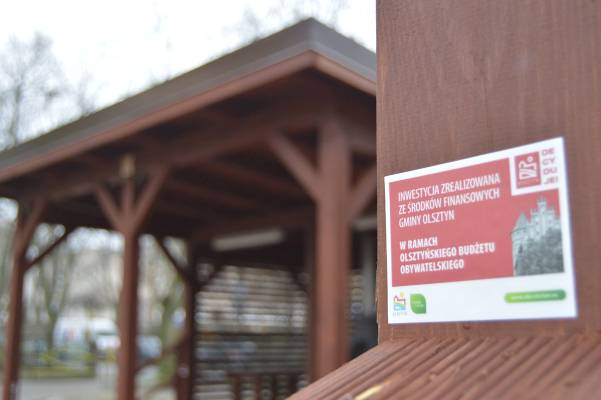 INWESTYCJA ZREALIZOWANA
ZE ŚRODKÓW FINANSOWYCH
GMINY OLSZTYN
W RAMACH
OLSZTYŃSKIEGO BUDŻETU
OBYWATELSKIEGO
DE
CY
DU
JE!